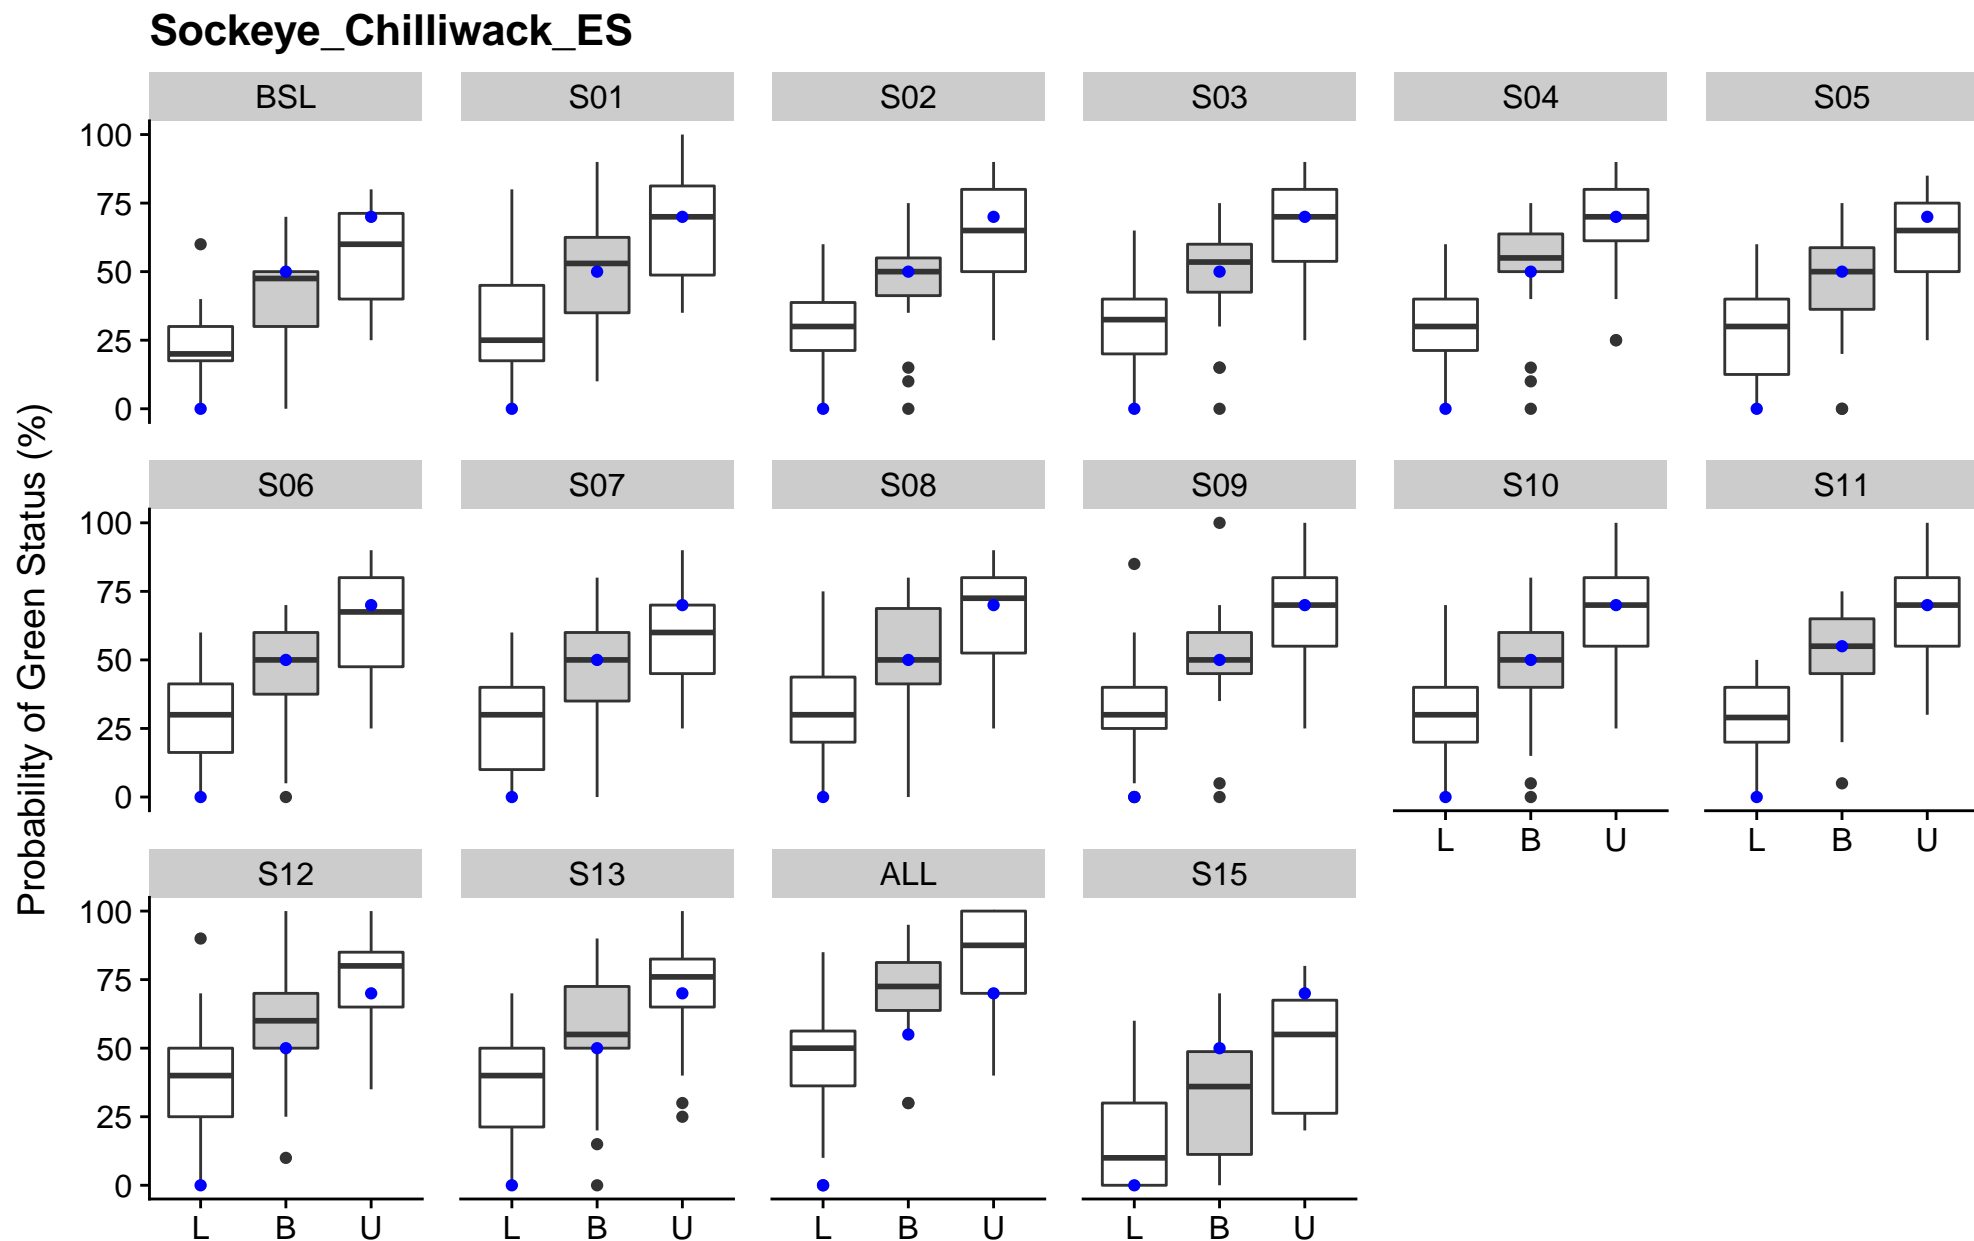 Sockeye_Chilliwack_ES
BSL S01 S02 S03 S04 S05
100
75
50
25
0
Probability of Green Status (%)
S06 S07 S08 S09 S10 S11
100
75
50
25
0
L B U L B U
S12 S13 ALL S15
100
75
50
25
0
L B U L B U L B U L B U